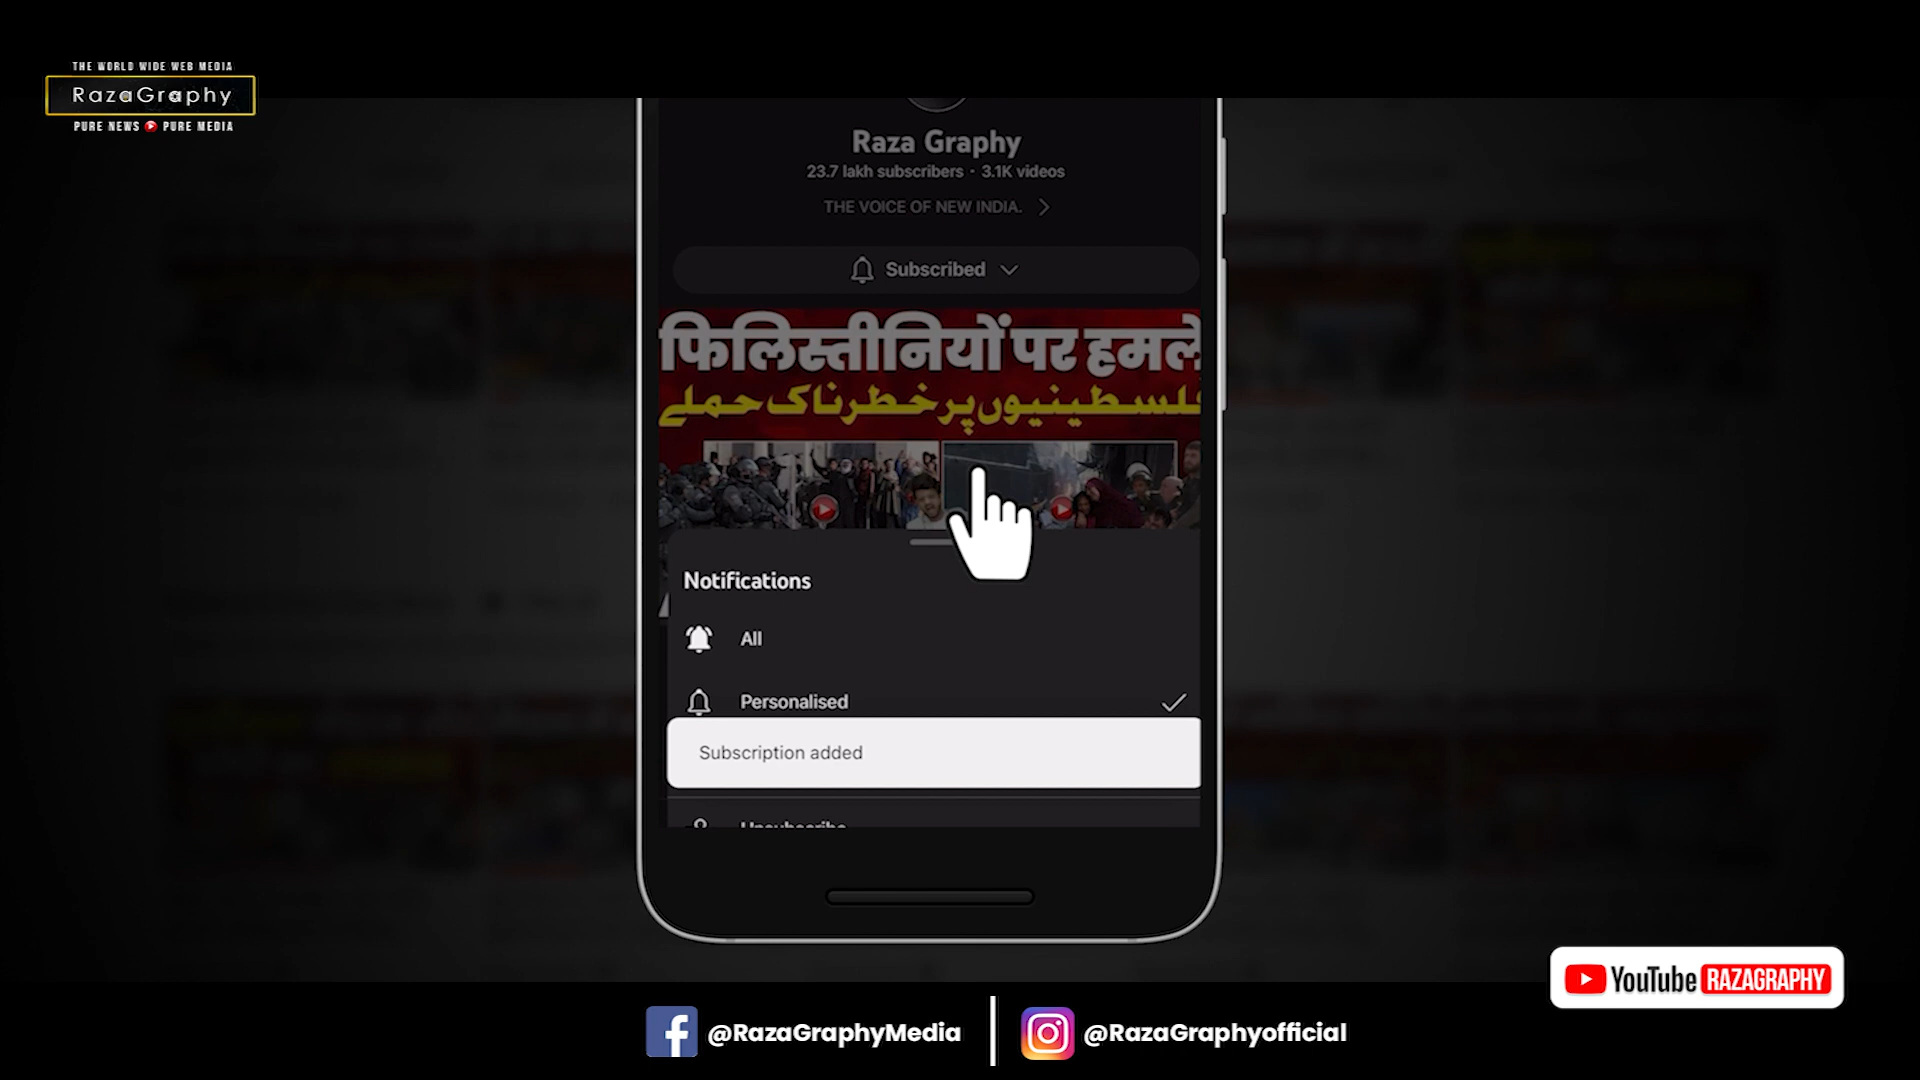 THE WORLD WIDE WEB MEDIA
RazaGraphy
PURE NEWS PURE MEDIA
Raza Graphy
23.7 lakh subscribers · 3.1K videos
THE VOICE OF NEW INDIA.
Subscribed
फिलिस्तीनियों पर हमले
فلسطینیوں پر خطرناک حملے
Notifications
All
Personalised
Subscription added
Unsubscribe
YouTube RAZAGRAPHY
@RazaGraphyMedia
@RazaGraphyofficial